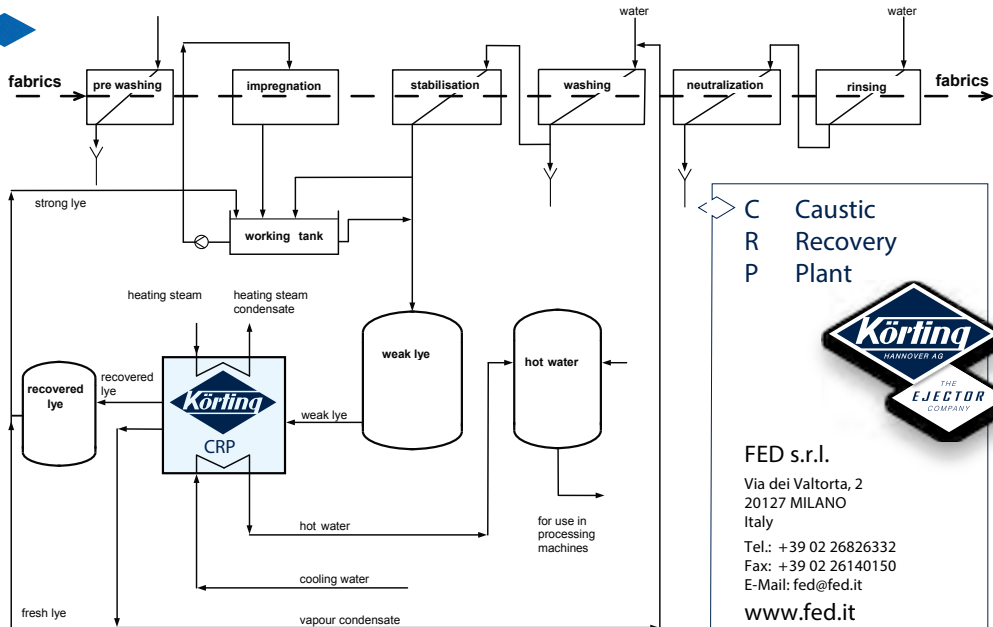 water
water
fabrics
pre washing
impregnation
stabilisation
washing
neutralization
rinsing
fabrics
strong lye
working tank
C Caustic
R Recovery
P Plant
heating steam
heating steam
condensate
Körting
HANNOVER AG
THE
EJECTOR
COMPANY
weak lye
hot water
recovered
lye
recovered
lye
Körting
CRP
weak lye
hot water
for use in
processing
machines
cooling water
fresh lye
vapour condensate
FED s.r.l.
Via dei Valtorta, 2
20127 MILANO
Italy
Tel.: +39 02 26826332
Fax: +39 02 26140150
E-Mail: fed@fed.it
www.fed.it